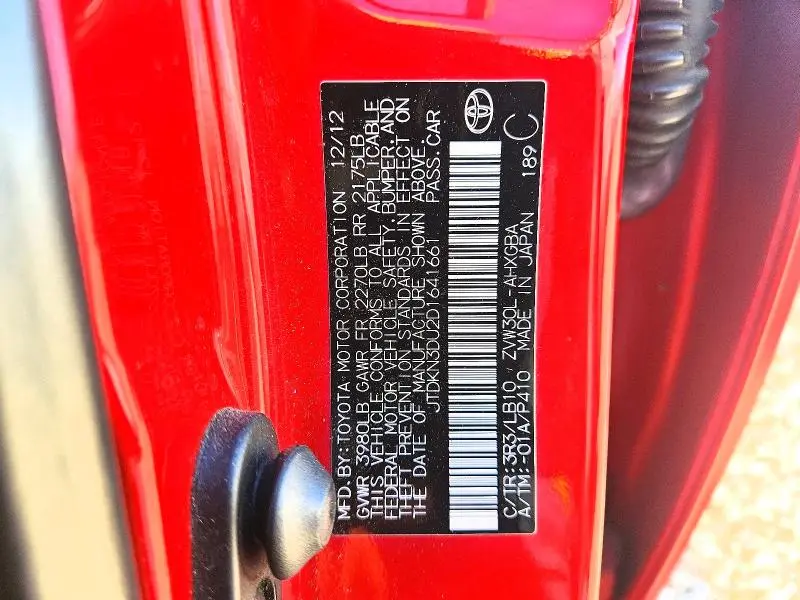 MFD.BY:TOYOTA MOTOR CORPORATION 12/12
GVWR 3980LB GAWR FR 2270LB RR 2175LB
THIS VEHICLE CONFORMS TO ALL APPLICABLE
FEDERAL MOTOR VEHICLE SAFETY,BUMPER,AND
THEFT PREVENTION STANDARDS IN EFFECT ON
THE DATE OF MANUFACTURE SHOWN ABOVE.
JTDKN3DU2D1641661 PASS.CAR
C/TR:3R3/LB10 ZVW30L-AHXGBA 189 C
A/TM:-01A/P410 MADE IN JAPAN